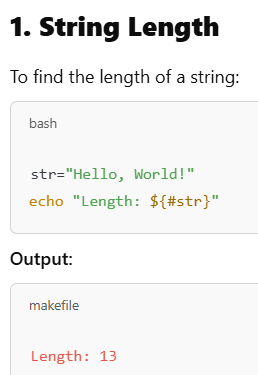 1. String Length
To find the length of a string:
bash
str="Hello, World!"
echo "Length: ${#str}"
Output:
makefile
Length: 13